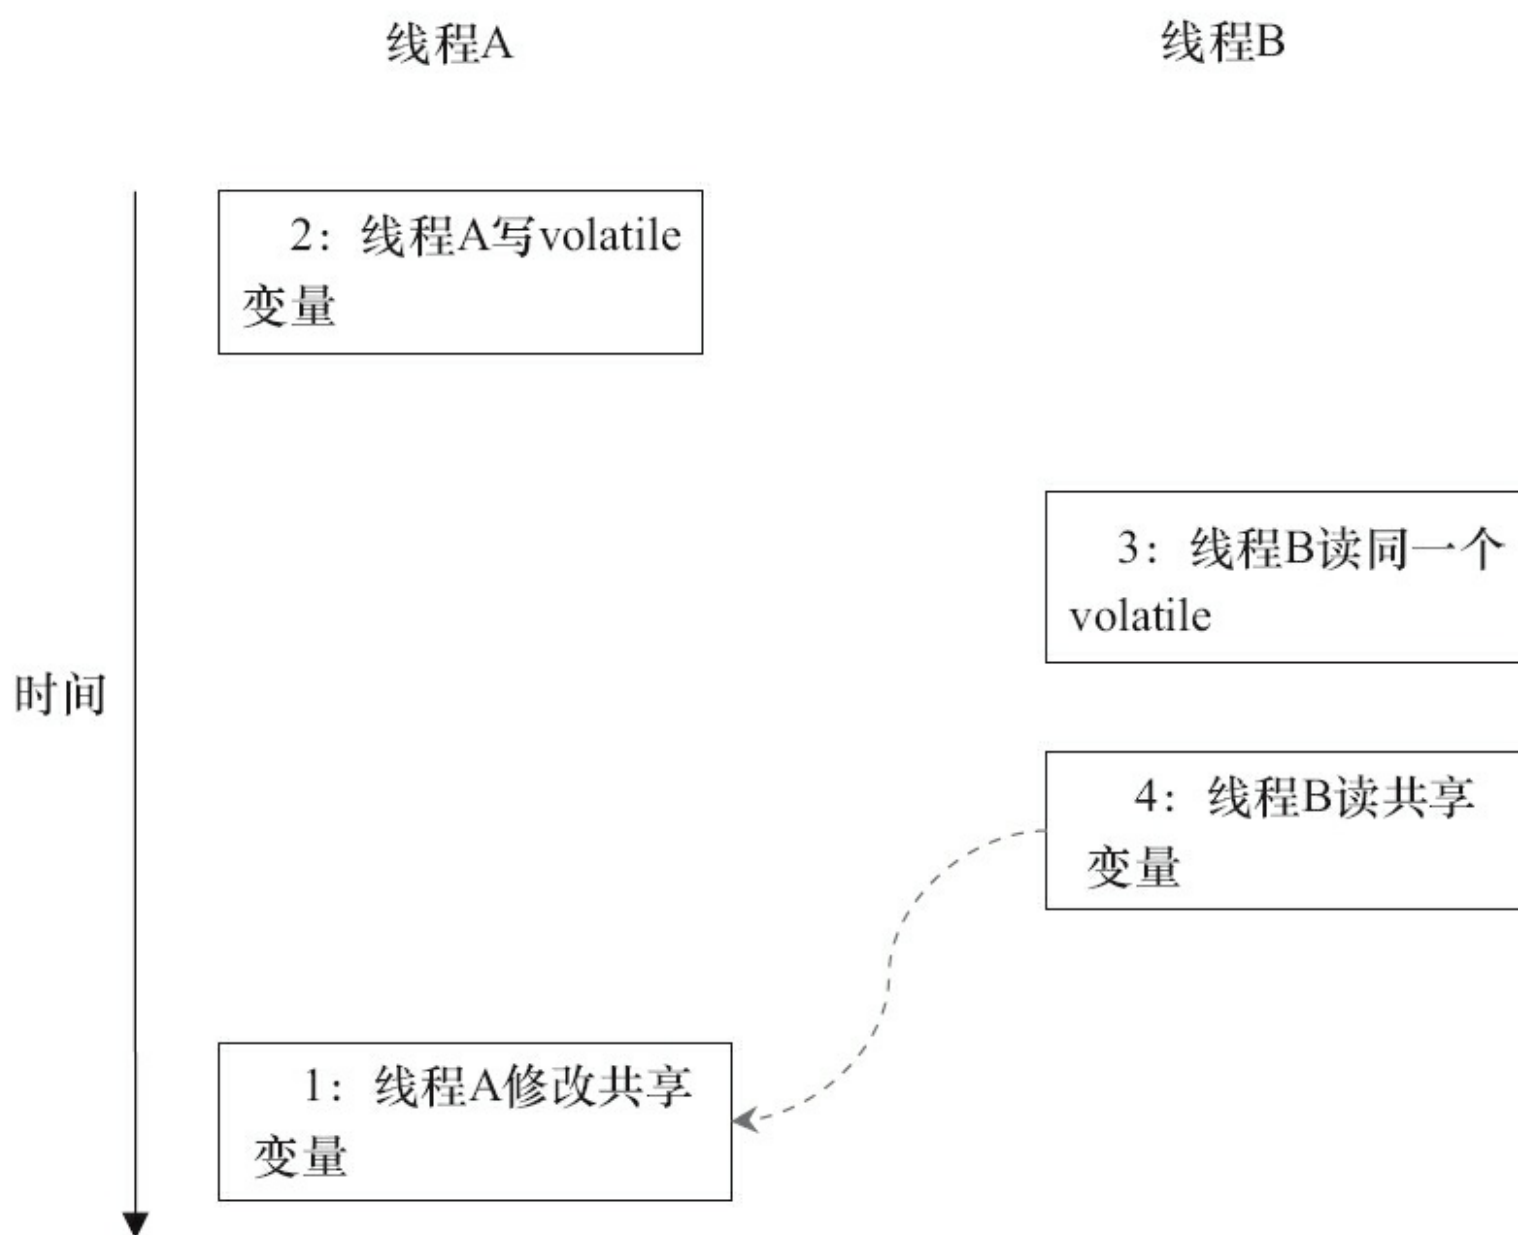 线程A
线程B
2：线程A写volatile
变量
3：线程B读同一个
volatile
时间
4：线程B读共享
变量
1：线程A修改共享
变量